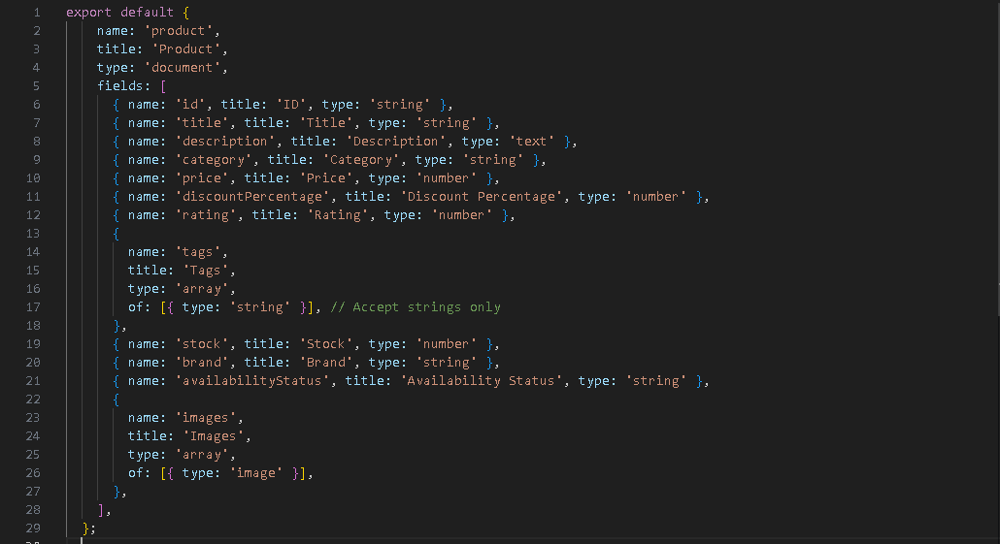 1 export default {
2 name: 'product',
3 title: 'Product',
4 type: 'document',
5 fields: [
6 { name: 'id', title: 'ID', type: 'string' },
7 { name: 'title', title: 'Title', type: 'string' },
8 { name: 'description', title: 'Description', type: 'text' },
9 { name: 'category', title: 'Category', type: 'string' },
10 { name: 'price', title: 'Price', type: 'number' },
11 { name: 'discountPercentage', title: 'Discount Percentage', type: 'number' },
12 { name: 'rating', title: 'Rating', type: 'number' },
13 {
14 name: 'tags',
15 title: 'Tags',
16 type: 'array',
17 of: [{ type: 'string' }], // Accept strings only
18 },
19 { name: 'stock', title: 'Stock', type: 'number' },
20 { name: 'brand', title: 'Brand', type: 'string' },
21 { name: 'availabilityStatus', title: 'Availability Status', type: 'string' },
22 {
23 name: 'images',
24 title: 'Images',
25 type: 'array',
26 of: [{ type: 'image' }],
27 },
28 ],
29 };